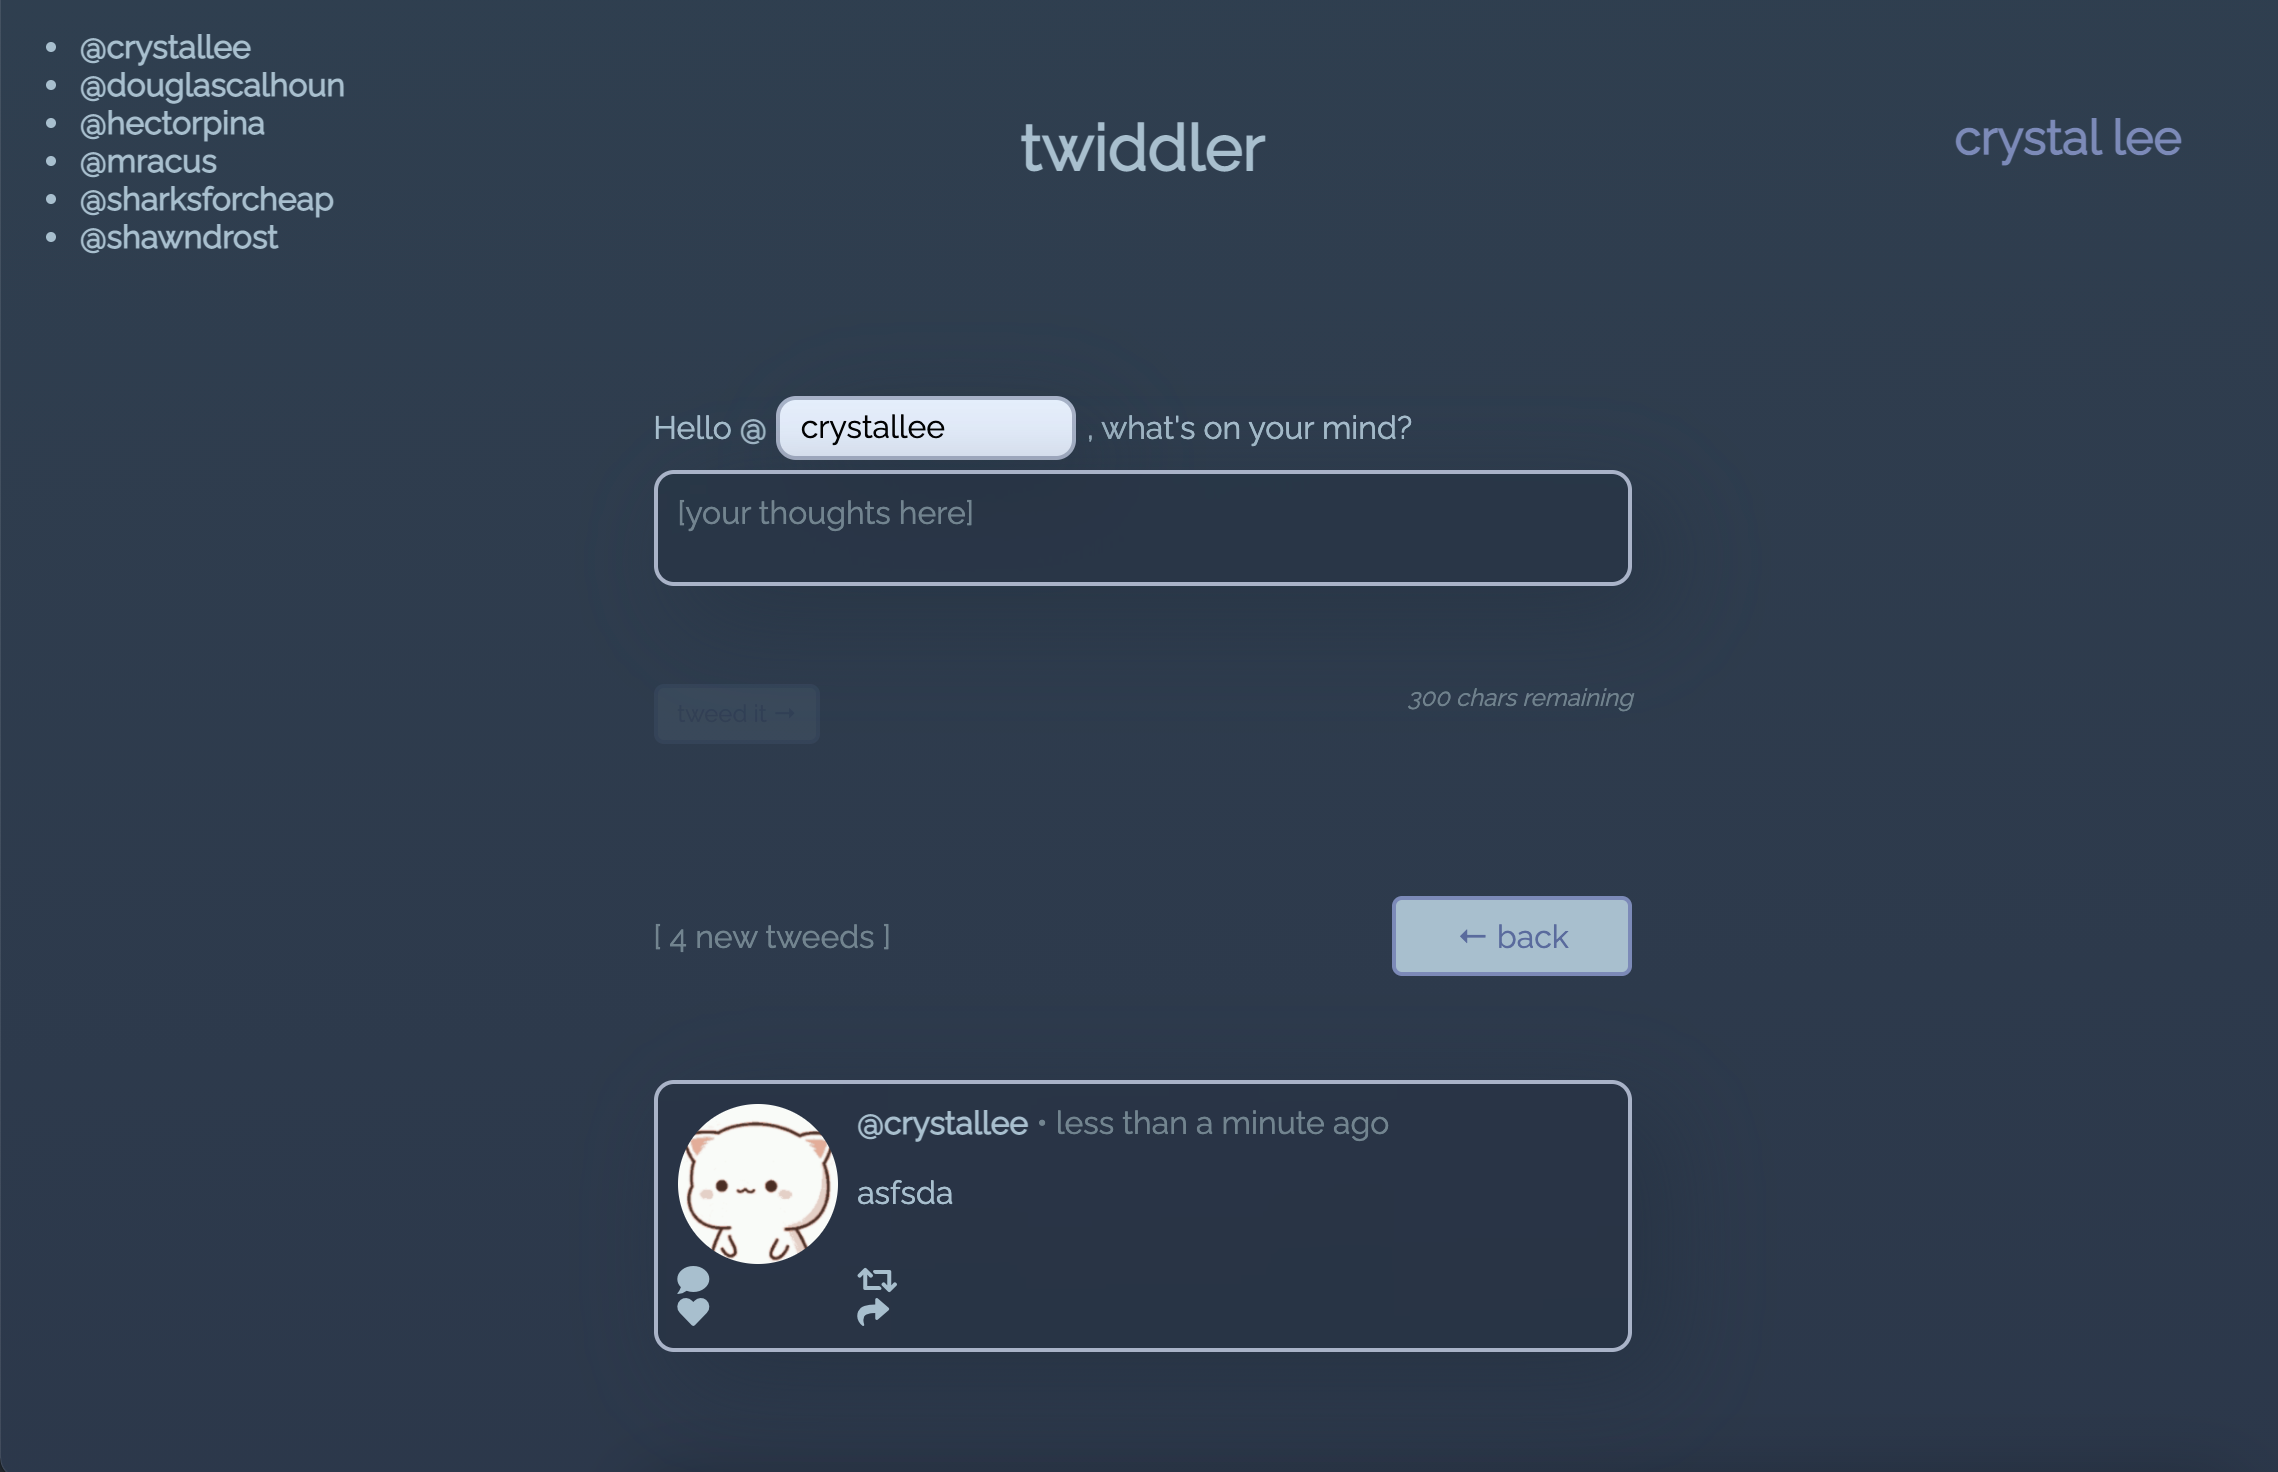 • @crystallee
• @douglascalhoun
• @hectorpina
• @mracus
• @sharksforcheap
• @shawndrost
twiddler
crystal lee
Hello @ crystallee , what's on your mind?
[your thoughts here]
tweed it →
300 chars remaining
[ 4 new tweeds ]
← back
@crystallee • less than a minute ago
asfsda